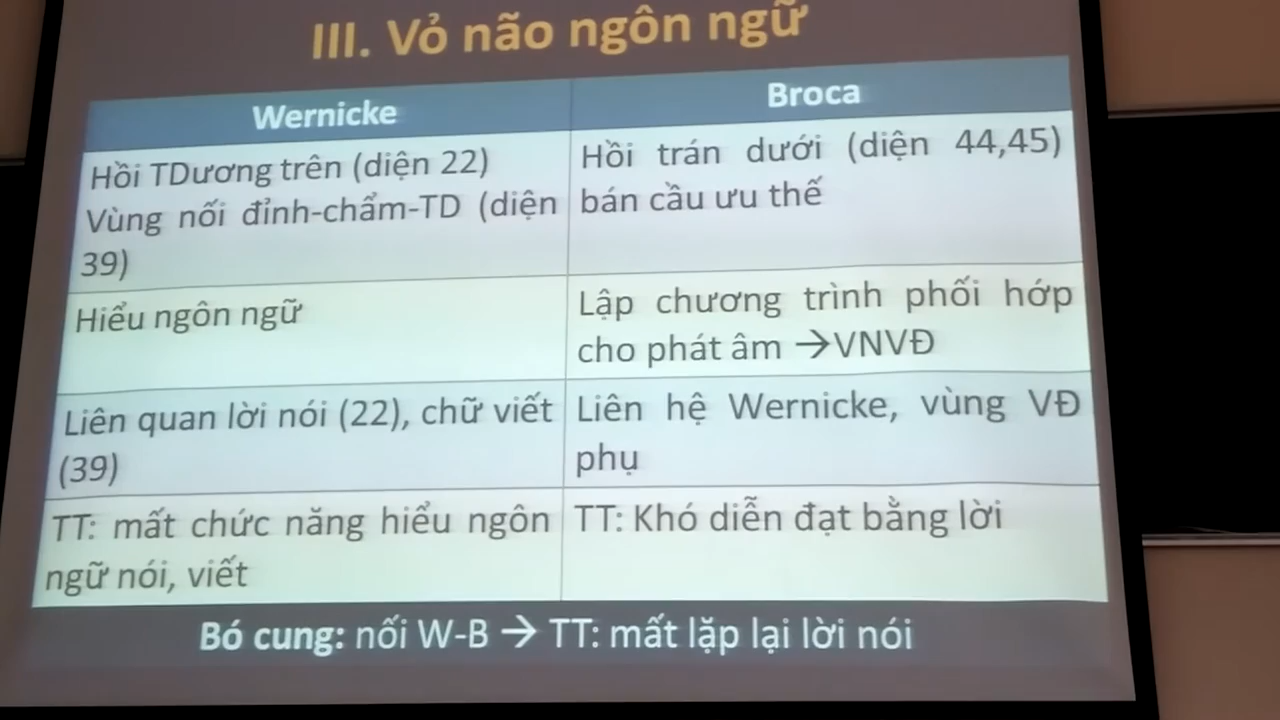 III. Vỏ não ngôn ngữ
Wernicke
Broca
Hồi TDương trên (diện 22)
Vùng nối đỉnh-chẩm-TD (diện
39)
Hồi trán dưới (diện 44,45)
bán cầu ưu thế
Hiểu ngôn ngữ
Lập chương trình phối hớp
cho phát âm →VNVĐ
Liên quan lời nói (22), chữ viết
(39)
Liên hệ Wernicke, vùng VĐ
phụ
TT: mất chức năng hiểu ngôn
ngữ nói, viết
TT: Khó diễn đạt bằng lời
Bó cung: nối W-B → TT: mất lặp lại lời nói